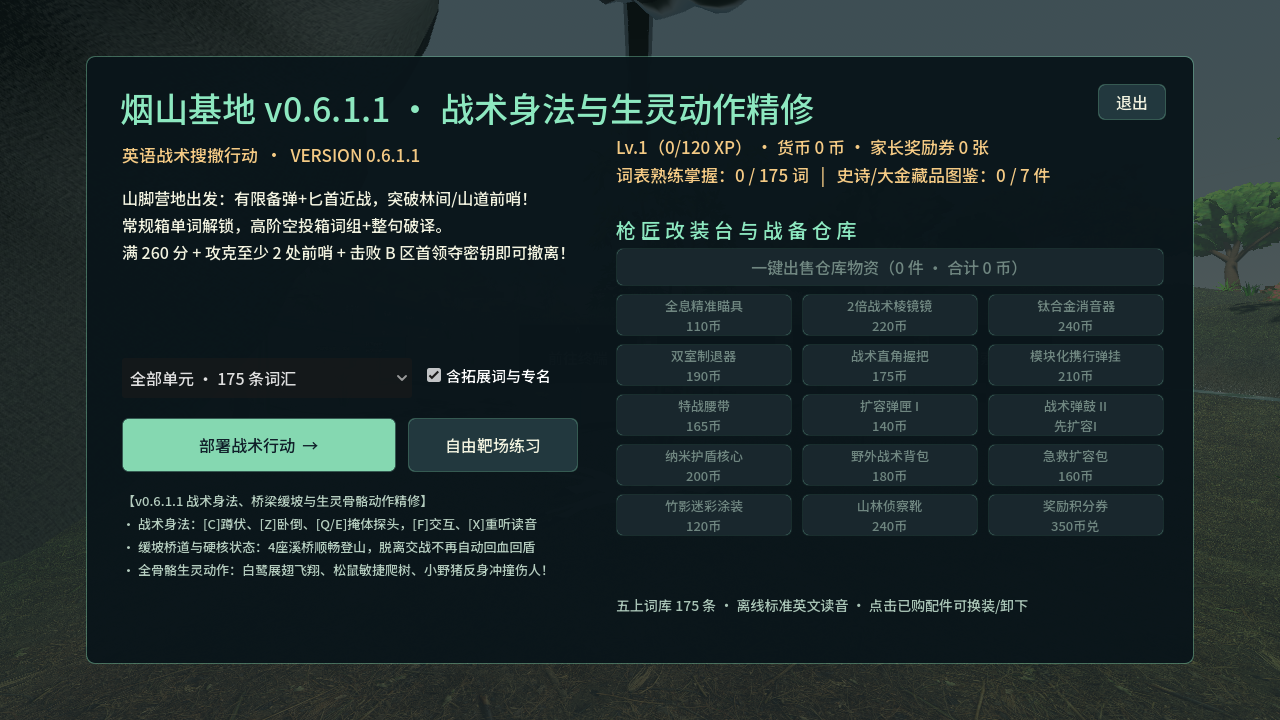 烟山基地 v0.6.1.1 · 战术身法与生灵动作精修
退出
英语战术搜撤行动 · VERSION 0.6.1.1
山脚营地出发：有限备弹+匕首近战，突破林间/山道前哨！
常规箱单词解锁，高阶空投箱词组+整句破译。
满 260 分 + 攻克至少 2 处前哨 + 击败 B 区首领夺密钥即可撤离！
全部单元 · 175 条词汇
含拓展词与专名
部署战术行动 →
自由靶场练习
【v0.6.1.1 战术身法、桥梁缓坡与生灵骨骼动作精修】
· 战术身法：[C]蹲伏、[Z]卧倒、[Q/E]掩体探头，[F]交互、[X]重听读音
· 缓坡桥道与硬核状态：4座溪桥顺畅登山，脱离交战不再自动回血回盾
· 全骨骼生灵动作：白鹭展翅飞翔、松鼠敏捷爬树、小野猪反身冲撞伤人！
Lv.1（0/120 XP） · 货币 0 币 · 家长奖励券 0 张
词表熟练掌握：0 / 175 词 | 史诗/大金藏品图鉴：0 / 7 件
枪匠改装台与战备仓库
一键出售仓库物资（0 件 · 合计 0 币）
全息精准瞄具
110币
2倍战术棱镜镜
220币
钛合金消音器
240币
双室制退器
190币
战术直角握把
175币
模块化携行弹挂
210币
特战腰带
165币
扩容弹匣 I
140币
战术弹鼓 II
先扩容I
纳米护盾核心
200币
野外战术背包
180币
急救扩容包
160币
竹影迷彩涂装
120币
山林侦察靴
240币
奖励积分券
350币兑
五上词库 175 条 · 离线标准英文读音 · 点击已购配件可换装/卸下